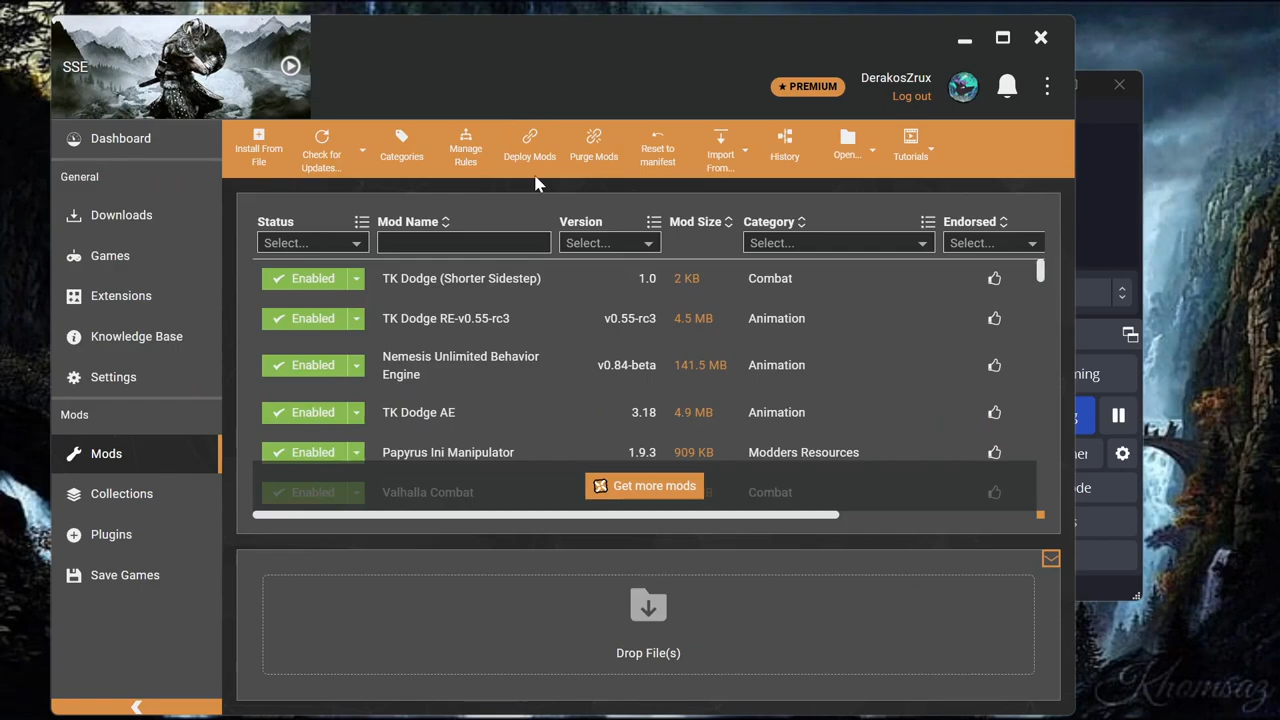 SSE
★ PREMIUM
DerakosZrux
Log out
Dashboard
General
Downloads
Games
Extensions
Knowledge Base
Settings
Mods
Mods
Collections
Plugins
Save Games
Install From
File
Check for
Updates...
Categories
Manage
Rules
Deploy Mods
Purge Mods
Reset to
manifest
Import
From...
History
Open...
Tutorials
Status Mod Name Version Mod Size Category Endorsed
Select... Select... Select... Select...
Enabled TK Dodge (Shorter Sidestep) 1.0 2 KB Combat
Enabled TK Dodge RE-v0.55-rc3 v0.55-rc3 4.5 MB Animation
Enabled Nemesis Unlimited Behavior
Engine v0.84-beta 141.5 MB Animation
Enabled TK Dodge AE 3.18 4.9 MB Animation
Enabled Papyrus Ini Manipulator 1.9.3 909 KB Modders Resources
Enabled Valhalla Combat Combat
Get more mods
Drop File(s)
Khomsaz